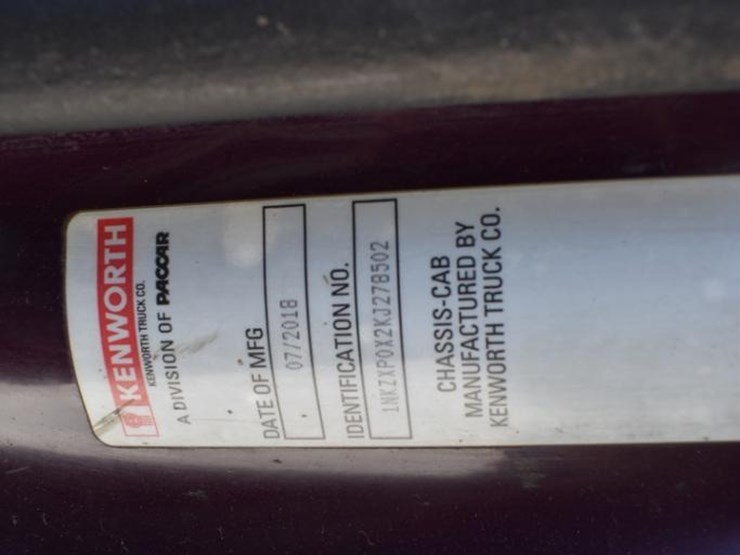 KENWORTH
KENWORTH TRUCK CO.
A DIVISION OF PACCAR
DATE OF MFG
07/2018
IDENTIFICATION NO.
1NKZXP0X2KJ278502
CHASSIS-CAB
MANUFACTURED BY
KENWORTH TRUCK CO.